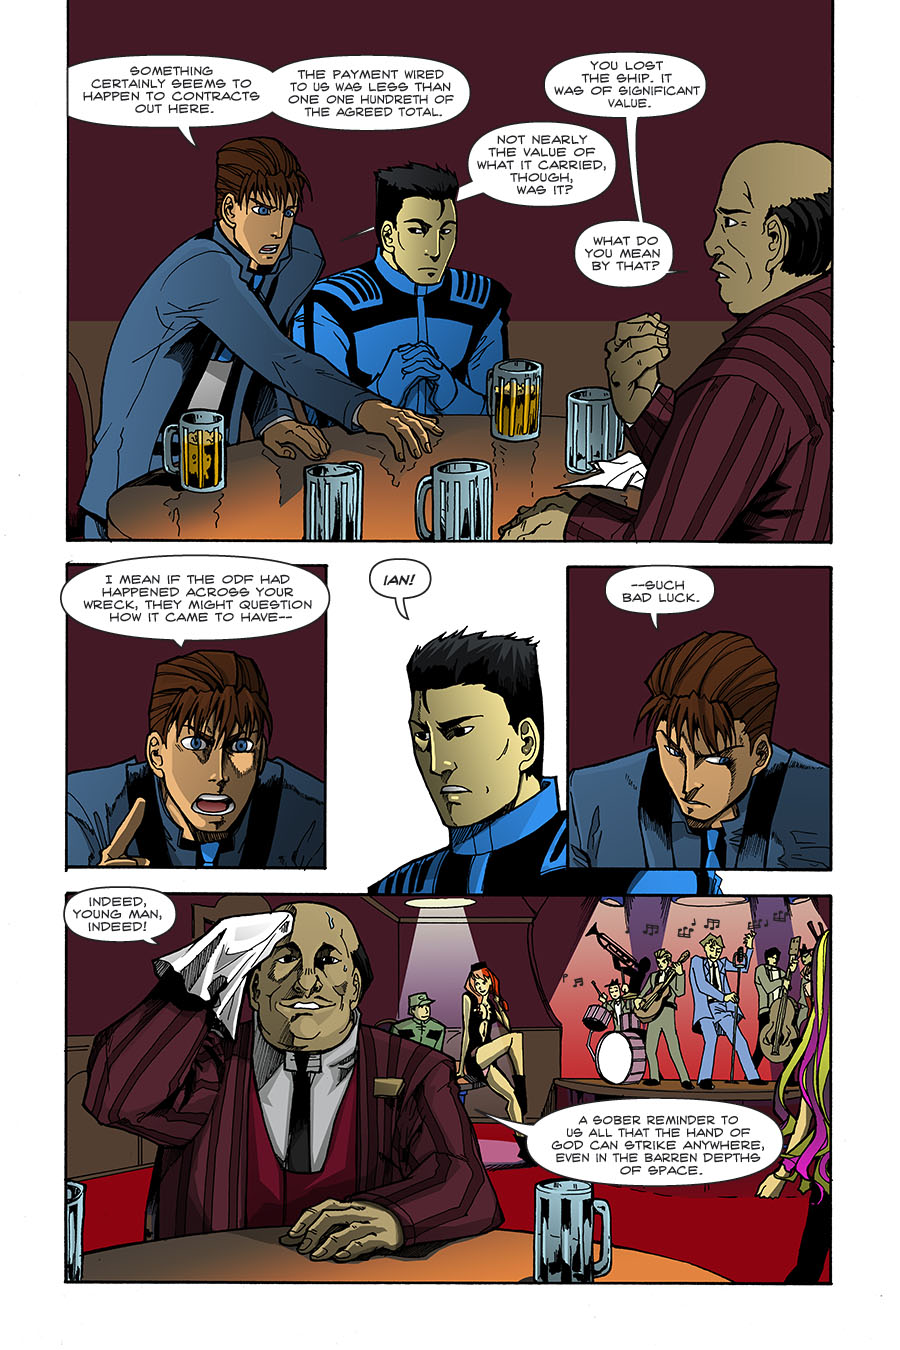 SOMETHING
CERTAINLY SEEMS TO
HAPPEN TO CONTRACTS
OUT HERE.
THE PAYMENT WIRED
TO US WAS LESS THAN
ONE ONE HUNDRETH OF
THE AGREED TOTAL.
YOU LOST
THE SHIP. IT
WAS OF SIGNIFICANT
VALUE.
NOT NEARLY
THE VALUE OF
WHAT IT CARRIED,
THOUGH,
WAS IT?
WHAT DO
YOU MEAN
BY THAT?
I MEAN IF THE ODF HAD
HAPPENED ACROSS YOUR
WRECK, THEY MIGHT QUESTION
HOW IT CAME TO HAVE--
IAN!
--SUCH
BAD LUCK.
INDEED,
YOUNG MAN,
INDEED!
A SOBER REMINDER TO
US ALL THAT THE HAND OF
GOD CAN STRIKE ANYWHERE,
EVEN IN THE BARREN DEPTHS
OF SPACE.